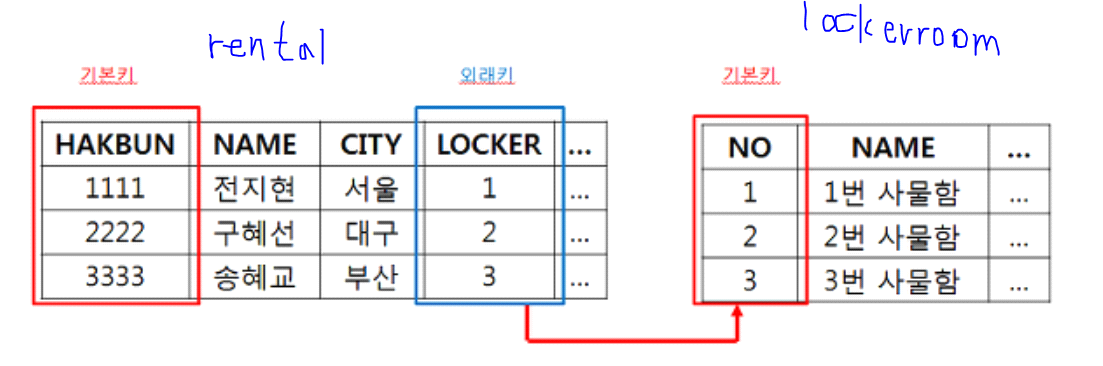 rental
lockerroom
기본키
외래키
기본키
HAKBUN NAME CITY LOCKER ...
1111 전지현 서울 1 ...
2222 구혜선 대구 2 ...
3333 송혜교 부산 3 ...
NO NAME ...
1 1번 사물함 ...
2 2번 사물함 ...
3 3번 사물함 ...